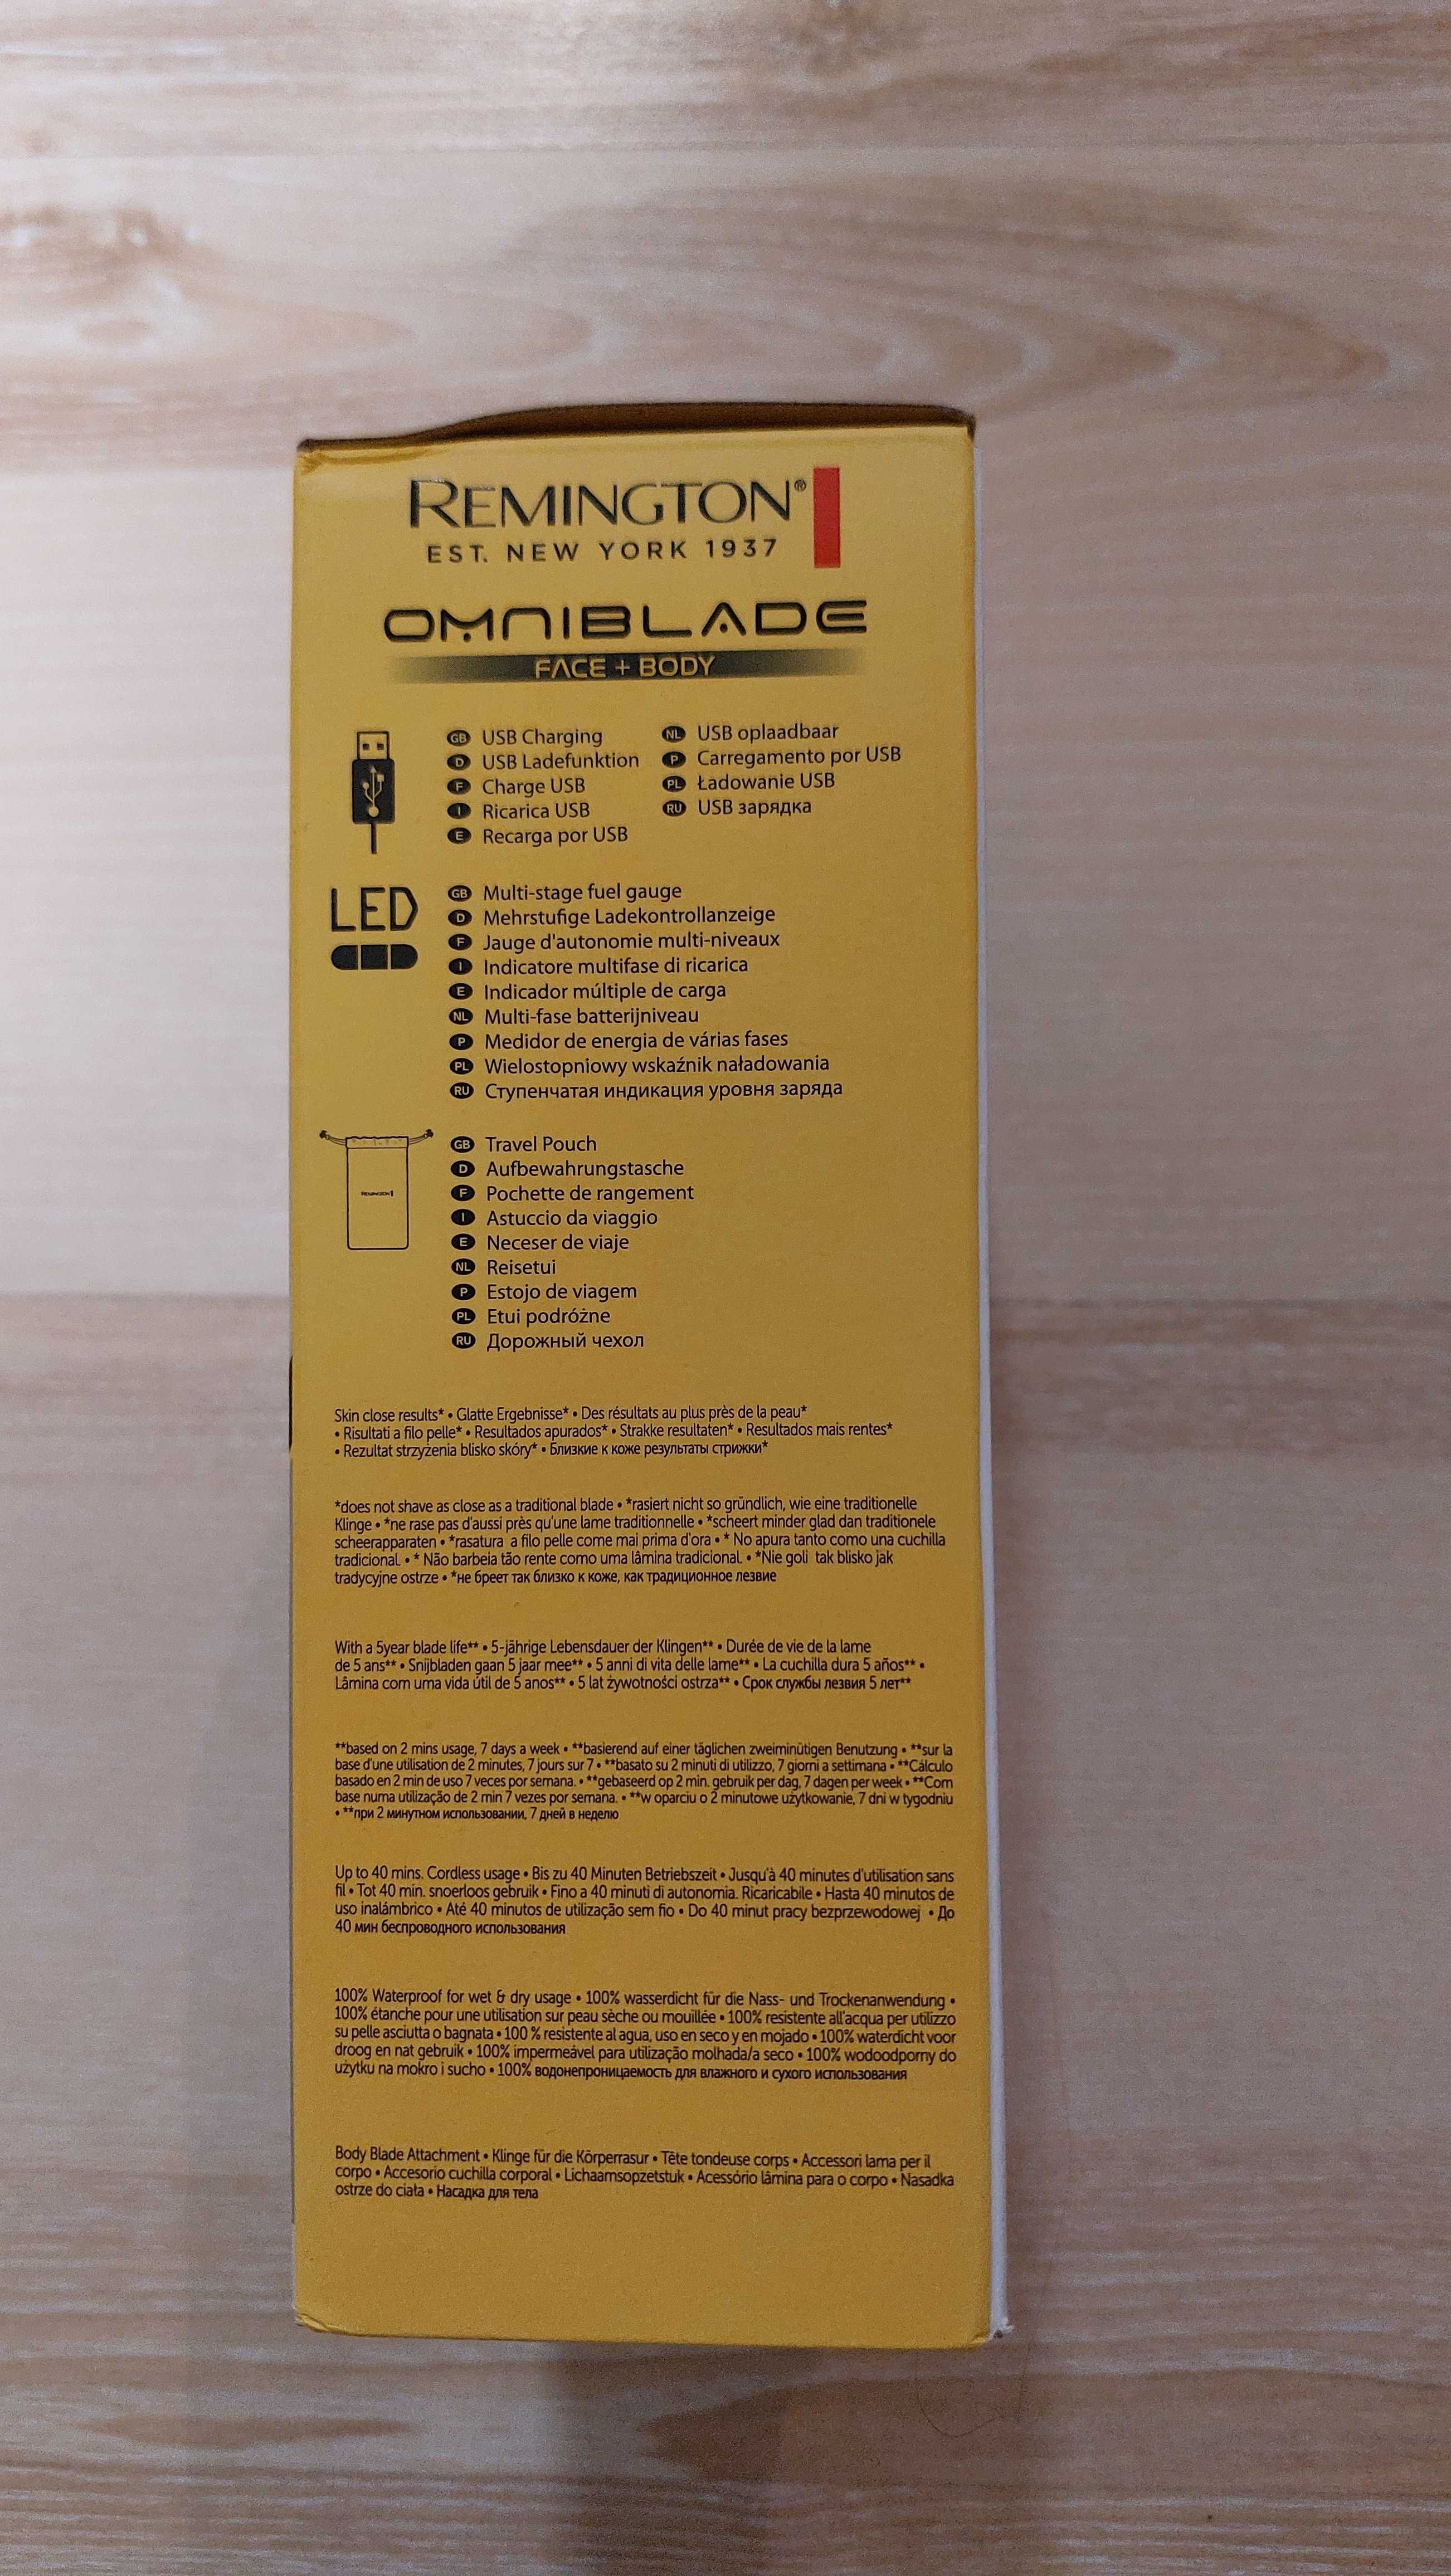 REMINGTON®
EST. NEW YORK 1937
OMNIBLADE
FACE + BODY
GB USB Charging
D USB Ladefunktion
F Charge USB
I Ricarica USB
E Recarga por USB
NL USB oplaadbaar
P Carregamento por USB
PL Ładowanie USB
RU USB зарядка
LED
GB Multi-stage fuel gauge
D Mehrstufige Ladekontrollanzeige
F Jauge d'autonomie multi-niveaux
I Indicatore multifase di ricarica
E Indicador múltiple de carga
NL Multi-fase batterijniveau
P Medidor de energia de várias fases
PL Wielostopniowy wskaźnik naładowania
RU Ступенчатая индикация уровня заряда
REMINGTON
GB Travel Pouch
D Aufbewahrungstasche
F Pochette de rangement
I Astuccio da viaggio
E Neceser de viaje
NL Reisetui
P Estojo de viagem
PL Etui podróżne
RU Дорожный чехол
Skin close results* • Glatte Ergebnisse* • Des résultats au plus près de la peau*
• Risultati a filo pelle* • Resultados apurados* • Strakke resultaten* • Resultados mais rentes*
• Rezultat strzyżenia blisko skóry* • Близкие к коже результаты стрижки*
*does not shave as close as a traditional blade • *rasiert nicht so gründlich, wie eine traditionelle
Klinge • *ne rase pas d'aussi près qu'une lame traditionnelle • *scheert minder glad dan traditionele
scheerapparaten • *rasatura a filo pelle come mai prima d'ora • * No apura tanto como una cuchilla
tradicional. • * Não barbeia tão rente como uma lâmina tradicional. • *Nie goli tak blisko jak
tradycyjne ostrze • *не бреет так близко к коже, как традиционное лезвие
With a 5year blade life** • 5-jährige Lebensdauer der Klingen** • Durée de vie de la lame
de 5 ans** • Snijbladen gaan 5 jaar mee** • 5 anni di vita delle lame** • La cuchilla dura 5 años** •
Lâmina com uma vida útil de 5 anos** • 5 lat żywotności ostrza** • Срок службы лезвия 5 лет**
**based on 2 mins usage, 7 days a week • **basierend auf einer täglichen zweiminütigen Benutzung • **sur la
base d'une utilisation de 2 minutes, 7 jours sur 7 • **basato su 2 minuti di utilizzo, 7 giorni a settimana • **Cálculo
basado en 2 min de uso 7 veces por semana. • **gebaseerd op 2 min. gebruik per dag, 7 dagen per week • **Com
base numa utilização de 2 min 7 vezes por semana. • **w oparciu o 2 minutowe użytkowanie, 7 dni w tygodniu
• **при 2 минутном использовании, 7 дней в неделю
Up to 40 mins. Cordless usage • Bis zu 40 Minuten Betriebszeit • Jusqu'à 40 minutes d'utilisation sans
fil • Tot 40 min. snoerloos gebruik • Fino a 40 minuti di autonomia. Ricaricabile • Hasta 40 minutos de
uso inalámbrico • Até 40 minutos de utilização sem fio • Do 40 minut pracy bezprzewodowej • До
40 мин беспроводного использования
100% Waterproof for wet & dry usage • 100% wasserdicht für die Nass- und Trockenanwendung •
100% étanche pour une utilisation sur peau sèche ou mouillée • 100% resistente all'acqua per utilizzo
su pelle asciutta o bagnata • 100 % resistente al agua, uso en seco y en mojado • 100% waterdicht voor
droog en nat gebruik • 100% impermeável para utilização molhada/a seco • 100% wodoodporny do
użytku na mokro i sucho • 100% водонепроницаемость для влажного и сухого использования
Body Blade Attachment • Klinge für die Körperrasur • Tête tondeuse corps • Accessori lama per il
corpo • Accesorio cuchilla corporal • Lichaamsopzetstuk • Acessório lâmina para o corpo • Nasadka
ostrze do ciała • Насадка для тела